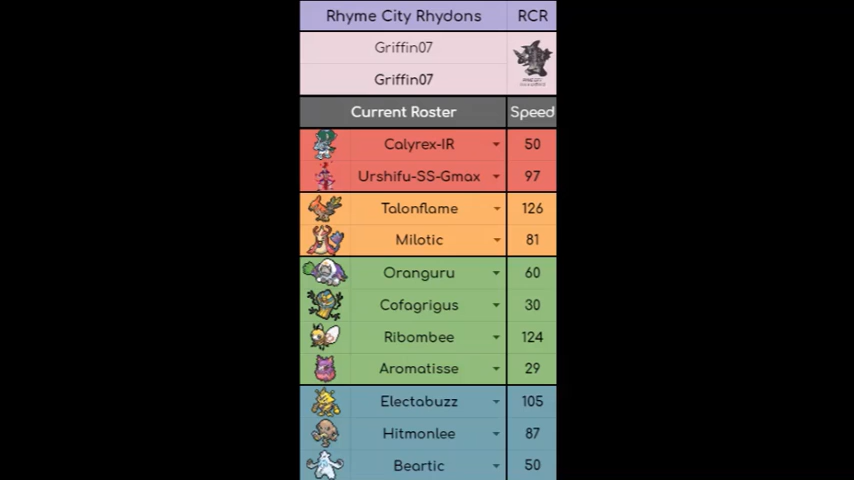 Rhyme City Rhydons RCR
Griffin07
Griffin07
Current Roster Speed
Calyrex-IR 50
Urshifu-SS-Gmax 97
Talonflame 126
Milotic 81
Oranguru 60
Cofagrigus 30
Ribombee 124
Aromatisse 29
Electabuzz 105
Hitmonlee 87
Beartic 50